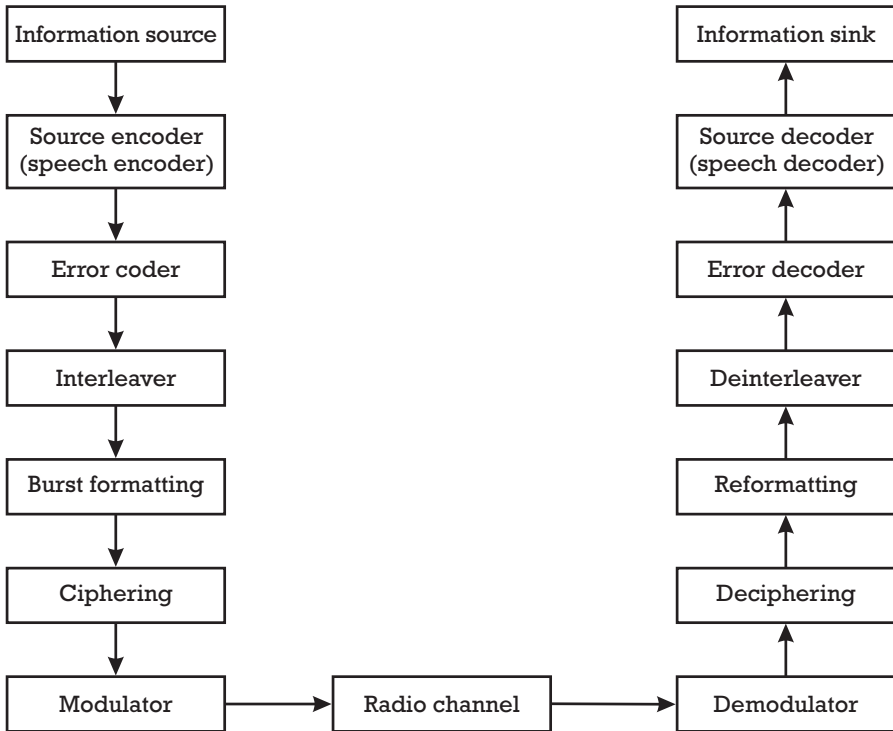 Information source
Source encoder
(speech encoder)
Error coder
Interleaver
Burst formatting
Ciphering
Modulator
Radio channel
Demodulator
Deciphering
Reformatting
Deinterleaver
Error decoder
Source decoder
(speech decoder)
Information sink